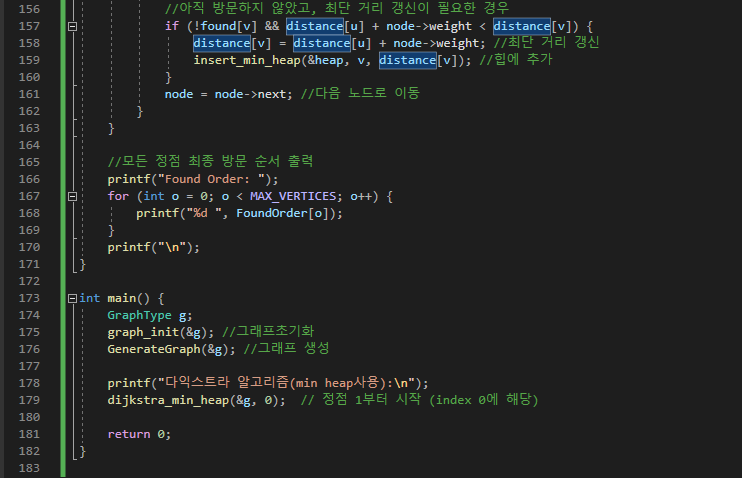 156 //아직 방문하지 않았고, 최단 거리 갱신이 필요한 경우
157 if (!found[v] && distance[u] + node->weight < distance[v]) {
158 distance[v] = distance[u] + node->weight; //최단 거리 갱신
159 insert_min_heap(&heap, v, distance[v]); //힙에 추가
160 }
161 node = node->next; //다음 노드로 이동
162 }
163 }
164
165 //모든 정점 최종 방문 순서 출력
166 printf("Found Order: ");
167 for (int o = 0; o < MAX_VERTICES; o++) {
168 printf("%d ", FoundOrder[o]);
169 }
170 printf("\n");
171 }
172
173 int main() {
174 GraphType g;
175 graph_init(&g); //그래프초기화
176 GenerateGraph(&g); //그래프 생성
177
178 printf("다익스트라 알고리즘(min heap사용):\n");
179 dijkstra_min_heap(&g, 0); // 정점 1부터 시작 (index 0에 해당)
180
181 return 0;
182 }
183